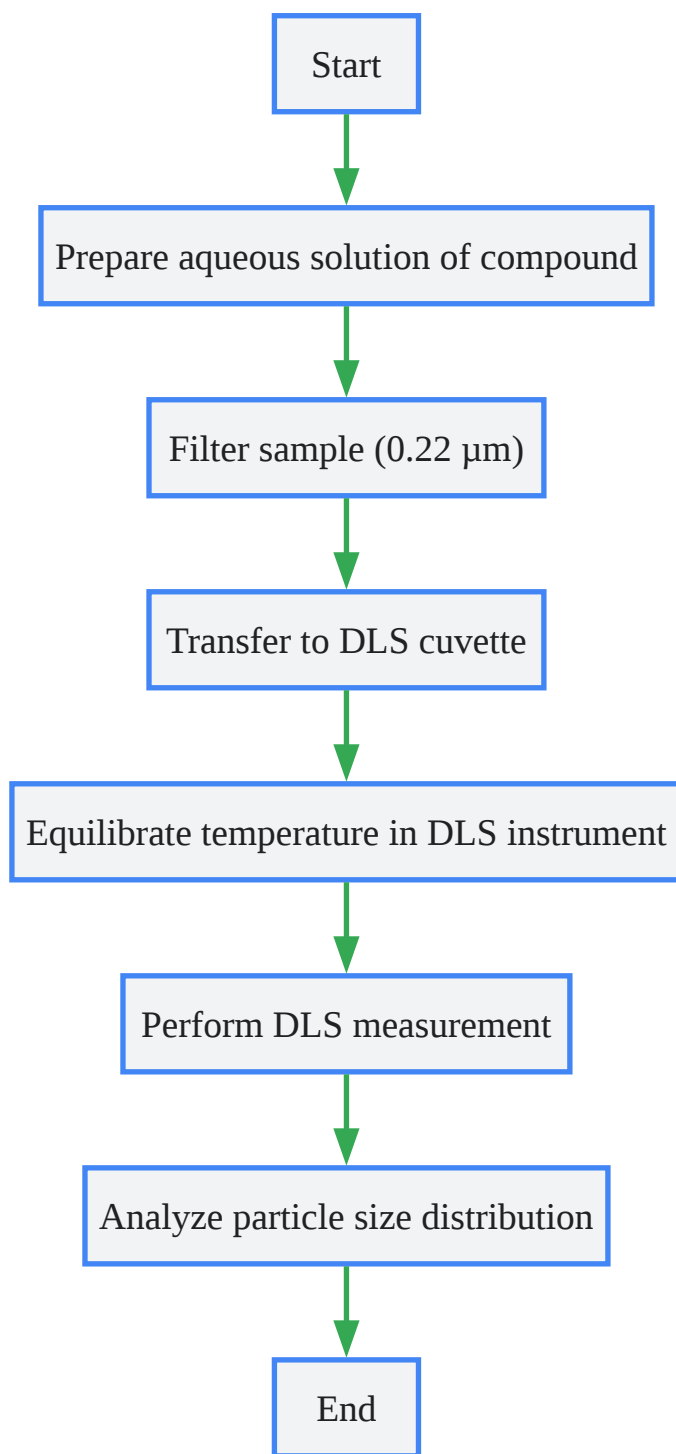 Start
Prepare aqueous solution of compound
Filter sample (0.22 µm)
Transfer to DLS cuvette
Equilibrate temperature in DLS instrument
Perform DLS measurement
Analyze particle size distribution
End